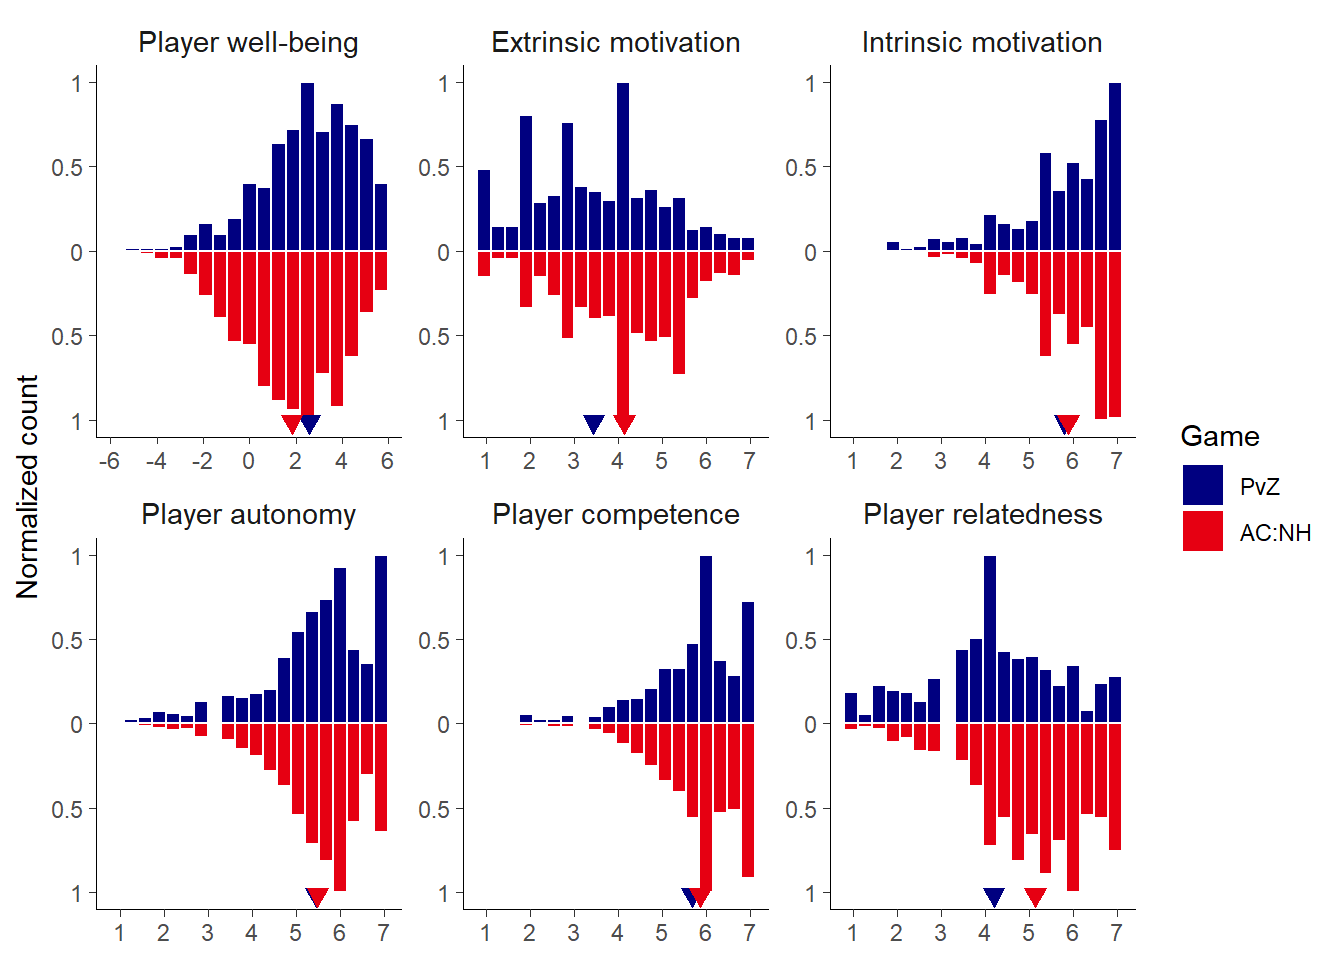 Player well-being
Extrinsic motivation
Intrinsic motivation
1
0.5
0
0.5
1
1
0.5
0
0.5
1
1
0.5
0
0.5
1
-6 -4 -2 0 2 4 6
1 2 3 4 5 6 7
1 2 3 4 5 6 7
Normalized count
Player autonomy
Player competence
Player relatedness
1
0.5
0
0.5
1
1
0.5
0
0.5
1
1
0.5
0
0.5
1
1 2 3 4 5 6 7
1 2 3 4 5 6 7
1 2 3 4 5 6 7
Game
PvZ
AC:NH